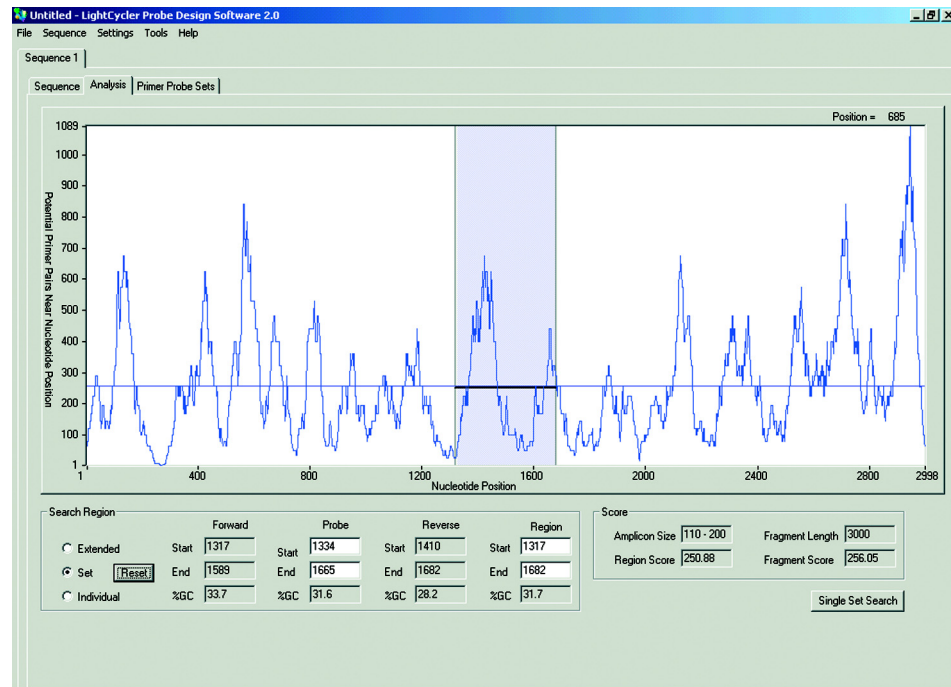 Untitled - LightCycler Probe Design Software 2.0
File Sequence Settings Tools Help
Sequence 1
Sequence Analysis Primer Probe Sets
Position = 685
Potential Primer Pairs Near Nucleotide Position
1089
1000
900
800
700
600
500
400
300
200
100
1
1 400 800 1200 1600 2000 2400 2800 2998
Nucleotide Position
Search Region
Forward Probe Reverse Region
Extended Start 1317 Start 1334 Start 1410 Start 1317
Set Reset End 1589 End 1665 End 1682 End 1682
Individual %GC 33.7 %GC 31.6 %GC 28.2 %GC 31.7
Score
Amplicon Size 110 - 200 Fragment Length 3000
Region Score 250.88 Fragment Score 256.05
Single Set Search